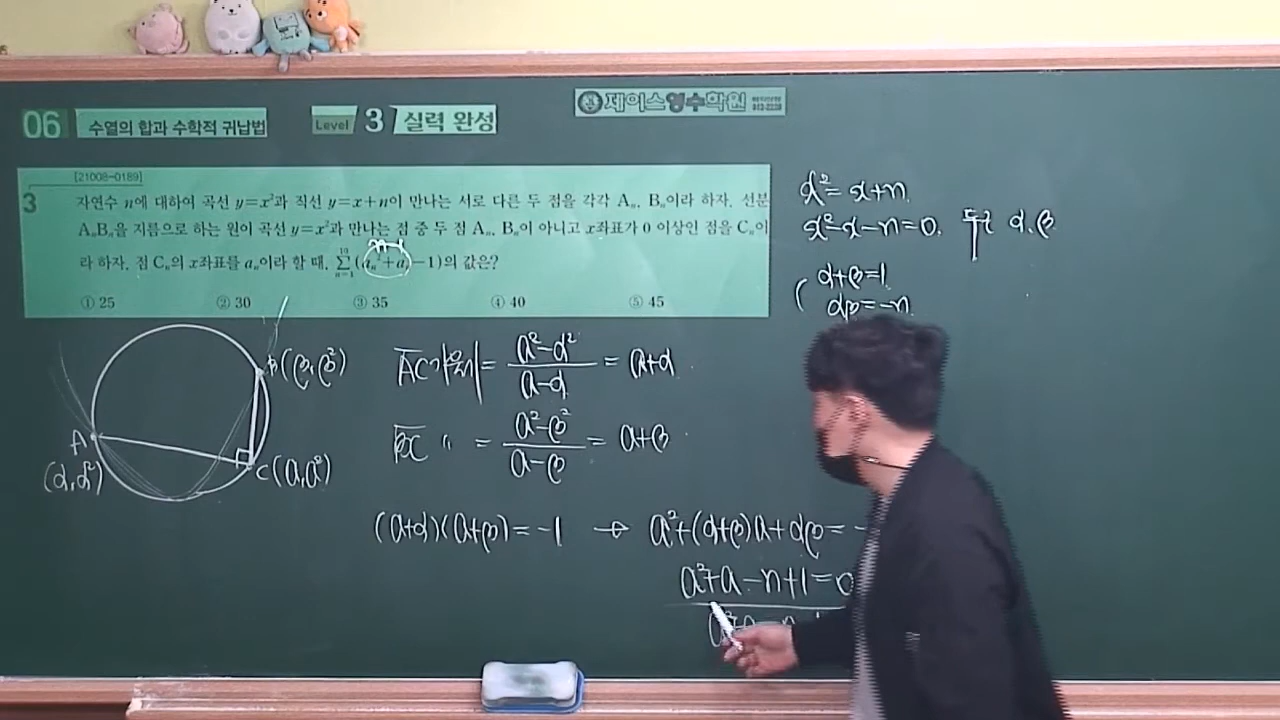 06 수열의 합과 수학적 귀납법 Level 3 실력 완성
제이스영수학원
[21008-0189]
3 자연수 n에 대하여 곡선 y=x²과 직선 y=x+n이 만나는 서로 다른 두 점을 각각 Aₙ, Bₙ이라 하자. 선분
AₙBₙ을 지름으로 하는 원이 곡선 y=x²과 만나는 점 중 두 점 Aₙ, Bₙ이 아니고 x좌표가 0 이상인 점을 Cₙ이
n-1
라 하자. 점 Cₙ의 x좌표를 aₙ이라 할 때, Σ(aₙ²+aₙ-1)의 값은?
① 25 ② 30 ③ 35 ④ 40 ⑤ 45
x²=x+n.
x²-x-n=0. 두근 α,β
α+β=1
αβ=-n.
B(β,β²)
A
(α,α²)
C(a,a²)
AC기울기 = (a²-α²)/(a-α) = a+α.
BC 〃 = (a²-β²)/(a-β) = a+β.
(a+α)(a+β)=-1 → a²+(α+β)a+αβ=-
a²+a-n+1=0